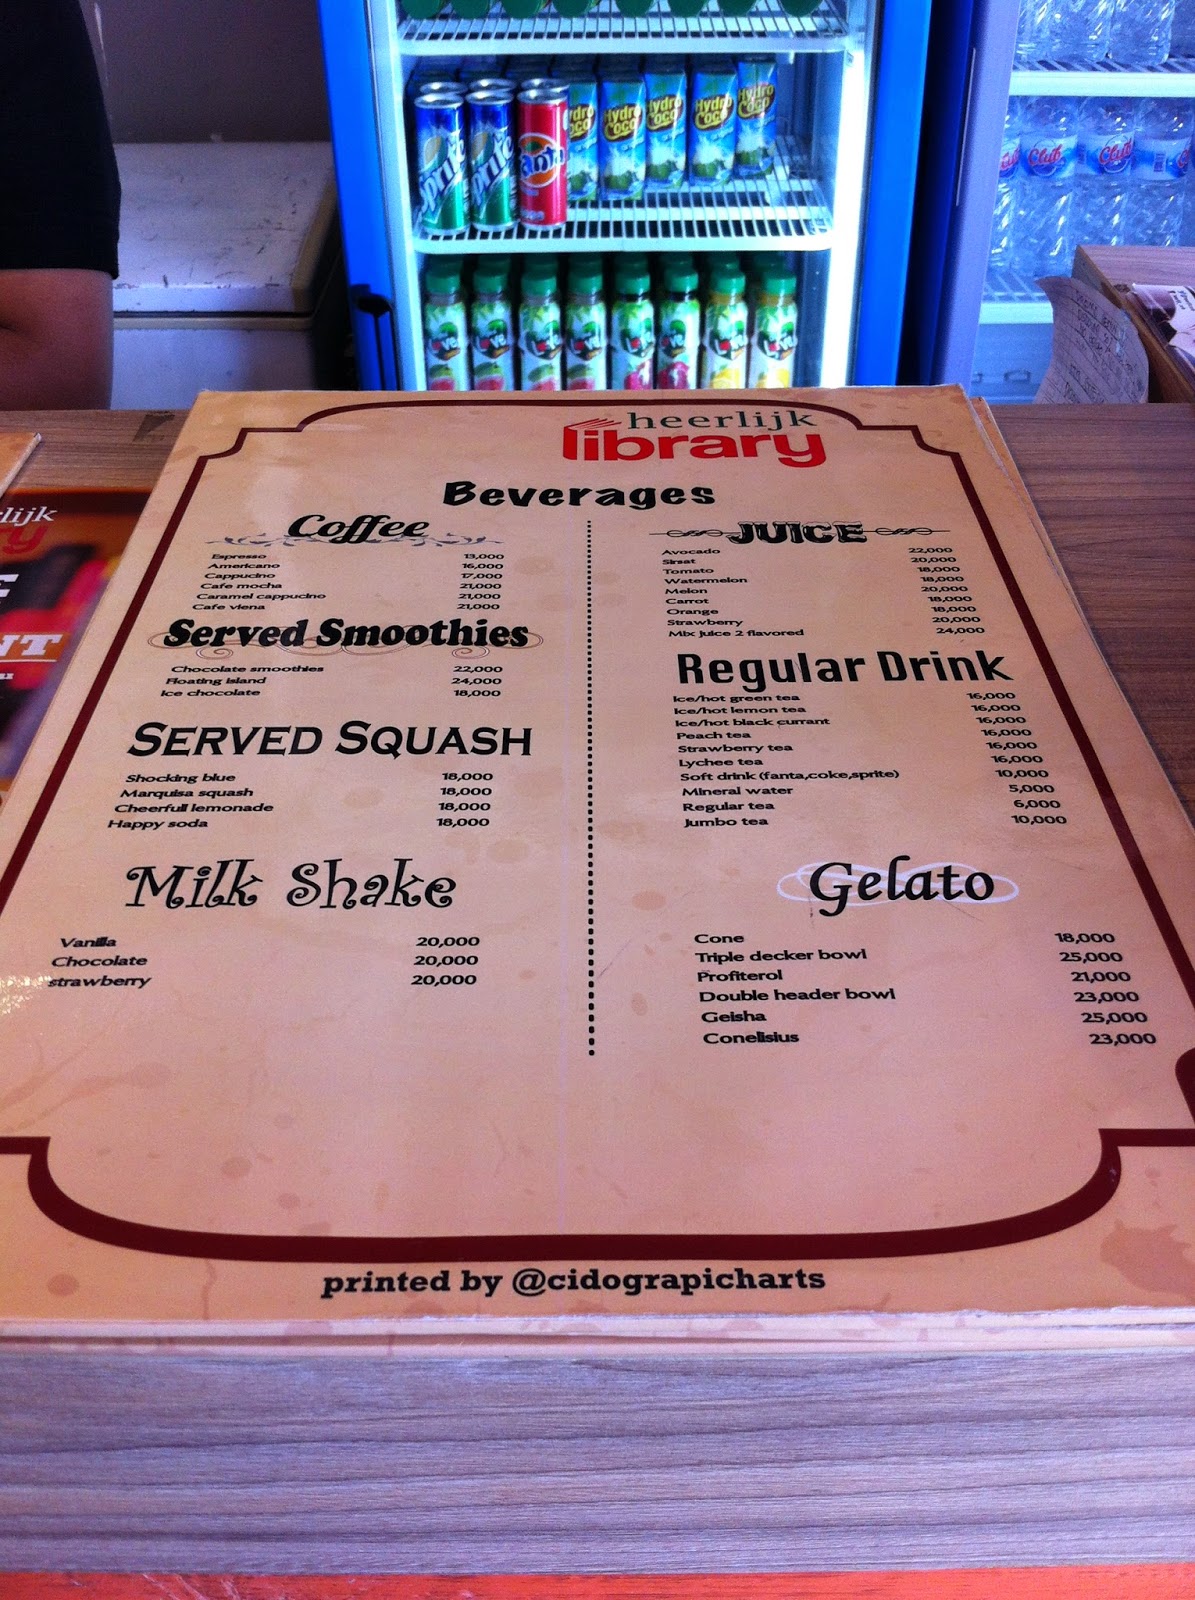 Sprite
Sprite
Fanta
Hydro
Coco
Hydro
Coco
Hydro
Coco
Hydro
Coco
Hydro
Coco
Club
Club
heerlijk
library
Beverages
Coffee
Espresso 13,000
Americano 16,000
Cappucino 17,000
Cafe mocha 21,000
Caramel cappucino 21,000
Cafe viena 21,000
Served Smoothies
Chocolate smoothies 22,000
Floating island 24,000
Ice chocolate 18,000
SERVED SQUASH
Shocking blue 18,000
Marquisa squash 18,000
Cheerfull lemonade 18,000
Happy soda 18,000
Milk Shake
Vanilla 20,000
Chocolate 20,000
strawberry 20,000
JUICE
Avocado 22,000
Sirsat 20,000
Tomato 18,000
Watermelon 18,000
Melon 20,000
Carrot 18,000
Orange 18,000
Strawberry 20,000
Mix juice 2 flavored 24,000
Regular Drink
Ice/hot green tea 16,000
Ice/hot lemon tea 16,000
Ice/hot black currant 16,000
Peach tea 16,000
Strawberry tea 16,000
Lychee tea 16,000
Soft drink (fanta,coke,sprite) 10,000
Mineral water 5,000
Regular tea 6,000
Jumbo tea 10,000
Gelato
Cone 18,000
Triple decker bowl 25,000
Profiterol 21,000
Double header bowl 23,000
Geisha 25,000
Conelisius 23,000
printed by @cidograpicharts